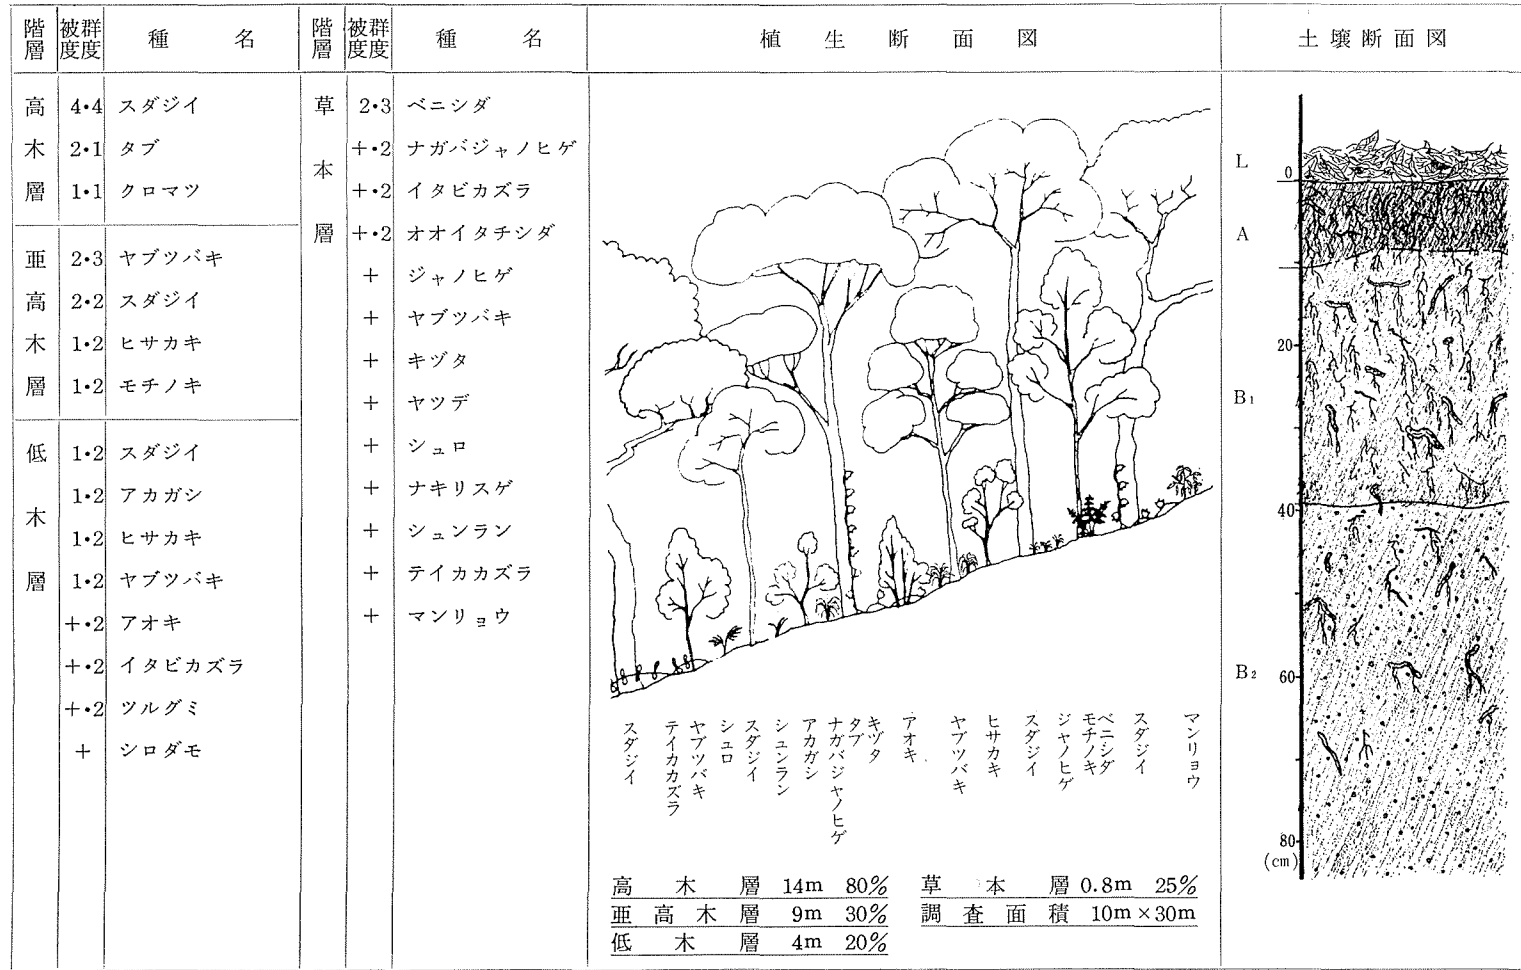 階層 被度 群度 種名 階層 被度 群度 種名 植生断面図 土壌断面図
高木層
4・4 スダジイ
2・1 タブ
1・1 クロマツ
亜高木層
2・3 ヤブツバキ
2・2 スダジイ
1・2 ヒサカキ
1・2 モチノキ
低木層
1・2 スダジイ
1・2 アカガシ
1・2 ヒサカキ
1・2 ヤブツバキ
+・2 アオキ
+・2 イタビカズラ
+・2 ツルグミ
+ シロダモ
草本層
2・3 ベニシダ
+・2 ナガバジャノヒゲ
+・2 イタビカズラ
+・2 オオイタチシダ
+ ジャノヒゲ
+ ヤブツバキ
+ キヅタ
+ ヤツデ
+ シュロ
+ ナキリスゲ
+ シュンラン
+ テイカカズラ
+ マンリョウ
スダジイ
テイカカズラ
ヤブツバキ
シュロ
スダジイ
シュンラン
アカガシ
ナガバジャノヒゲ
タブ
キヅタ
アオキ
ヤブツバキ
ヒサカキ
スダジイ
ジャノヒゲ
モチノキ
ベニシダ
スダジイ
マンリョウ
高木層 14m 80%
亜高木層 9m 30%
低木層 4m 20%
草本層 0.8m 25%
調査面積 10m×30m
L
0
A
20
B1
40
B2
60
80
(cm)